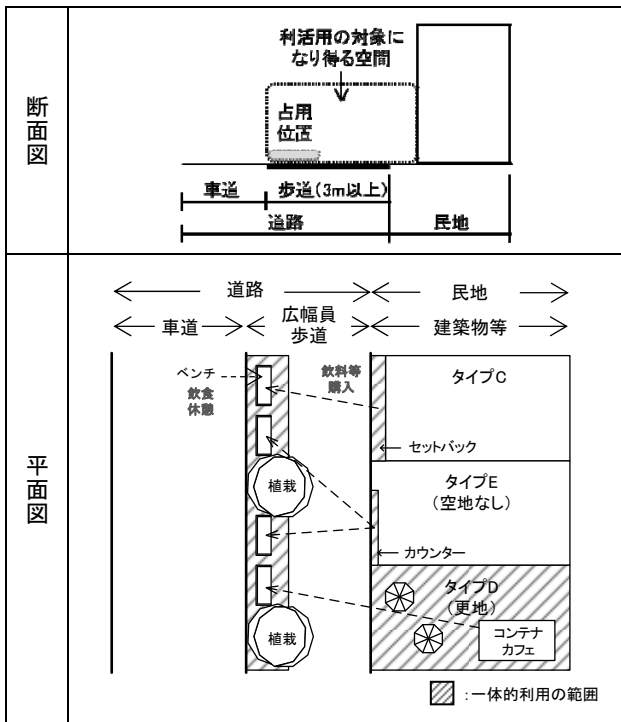 断面図
利活用の対象に
なり得る空間
占用
位置
車道
歩道(3m以上)
道路
民地
平面図
道路
民地
車道
広幅員
歩道
建築物等
ベンチ
飲食
休憩
飲料等
購入
タイプC
セットバック
植栽
タイプE
(空地なし)
カウンター
タイプD
(更地)
コンテナ
カフェ
植栽
:一体的利用の範囲